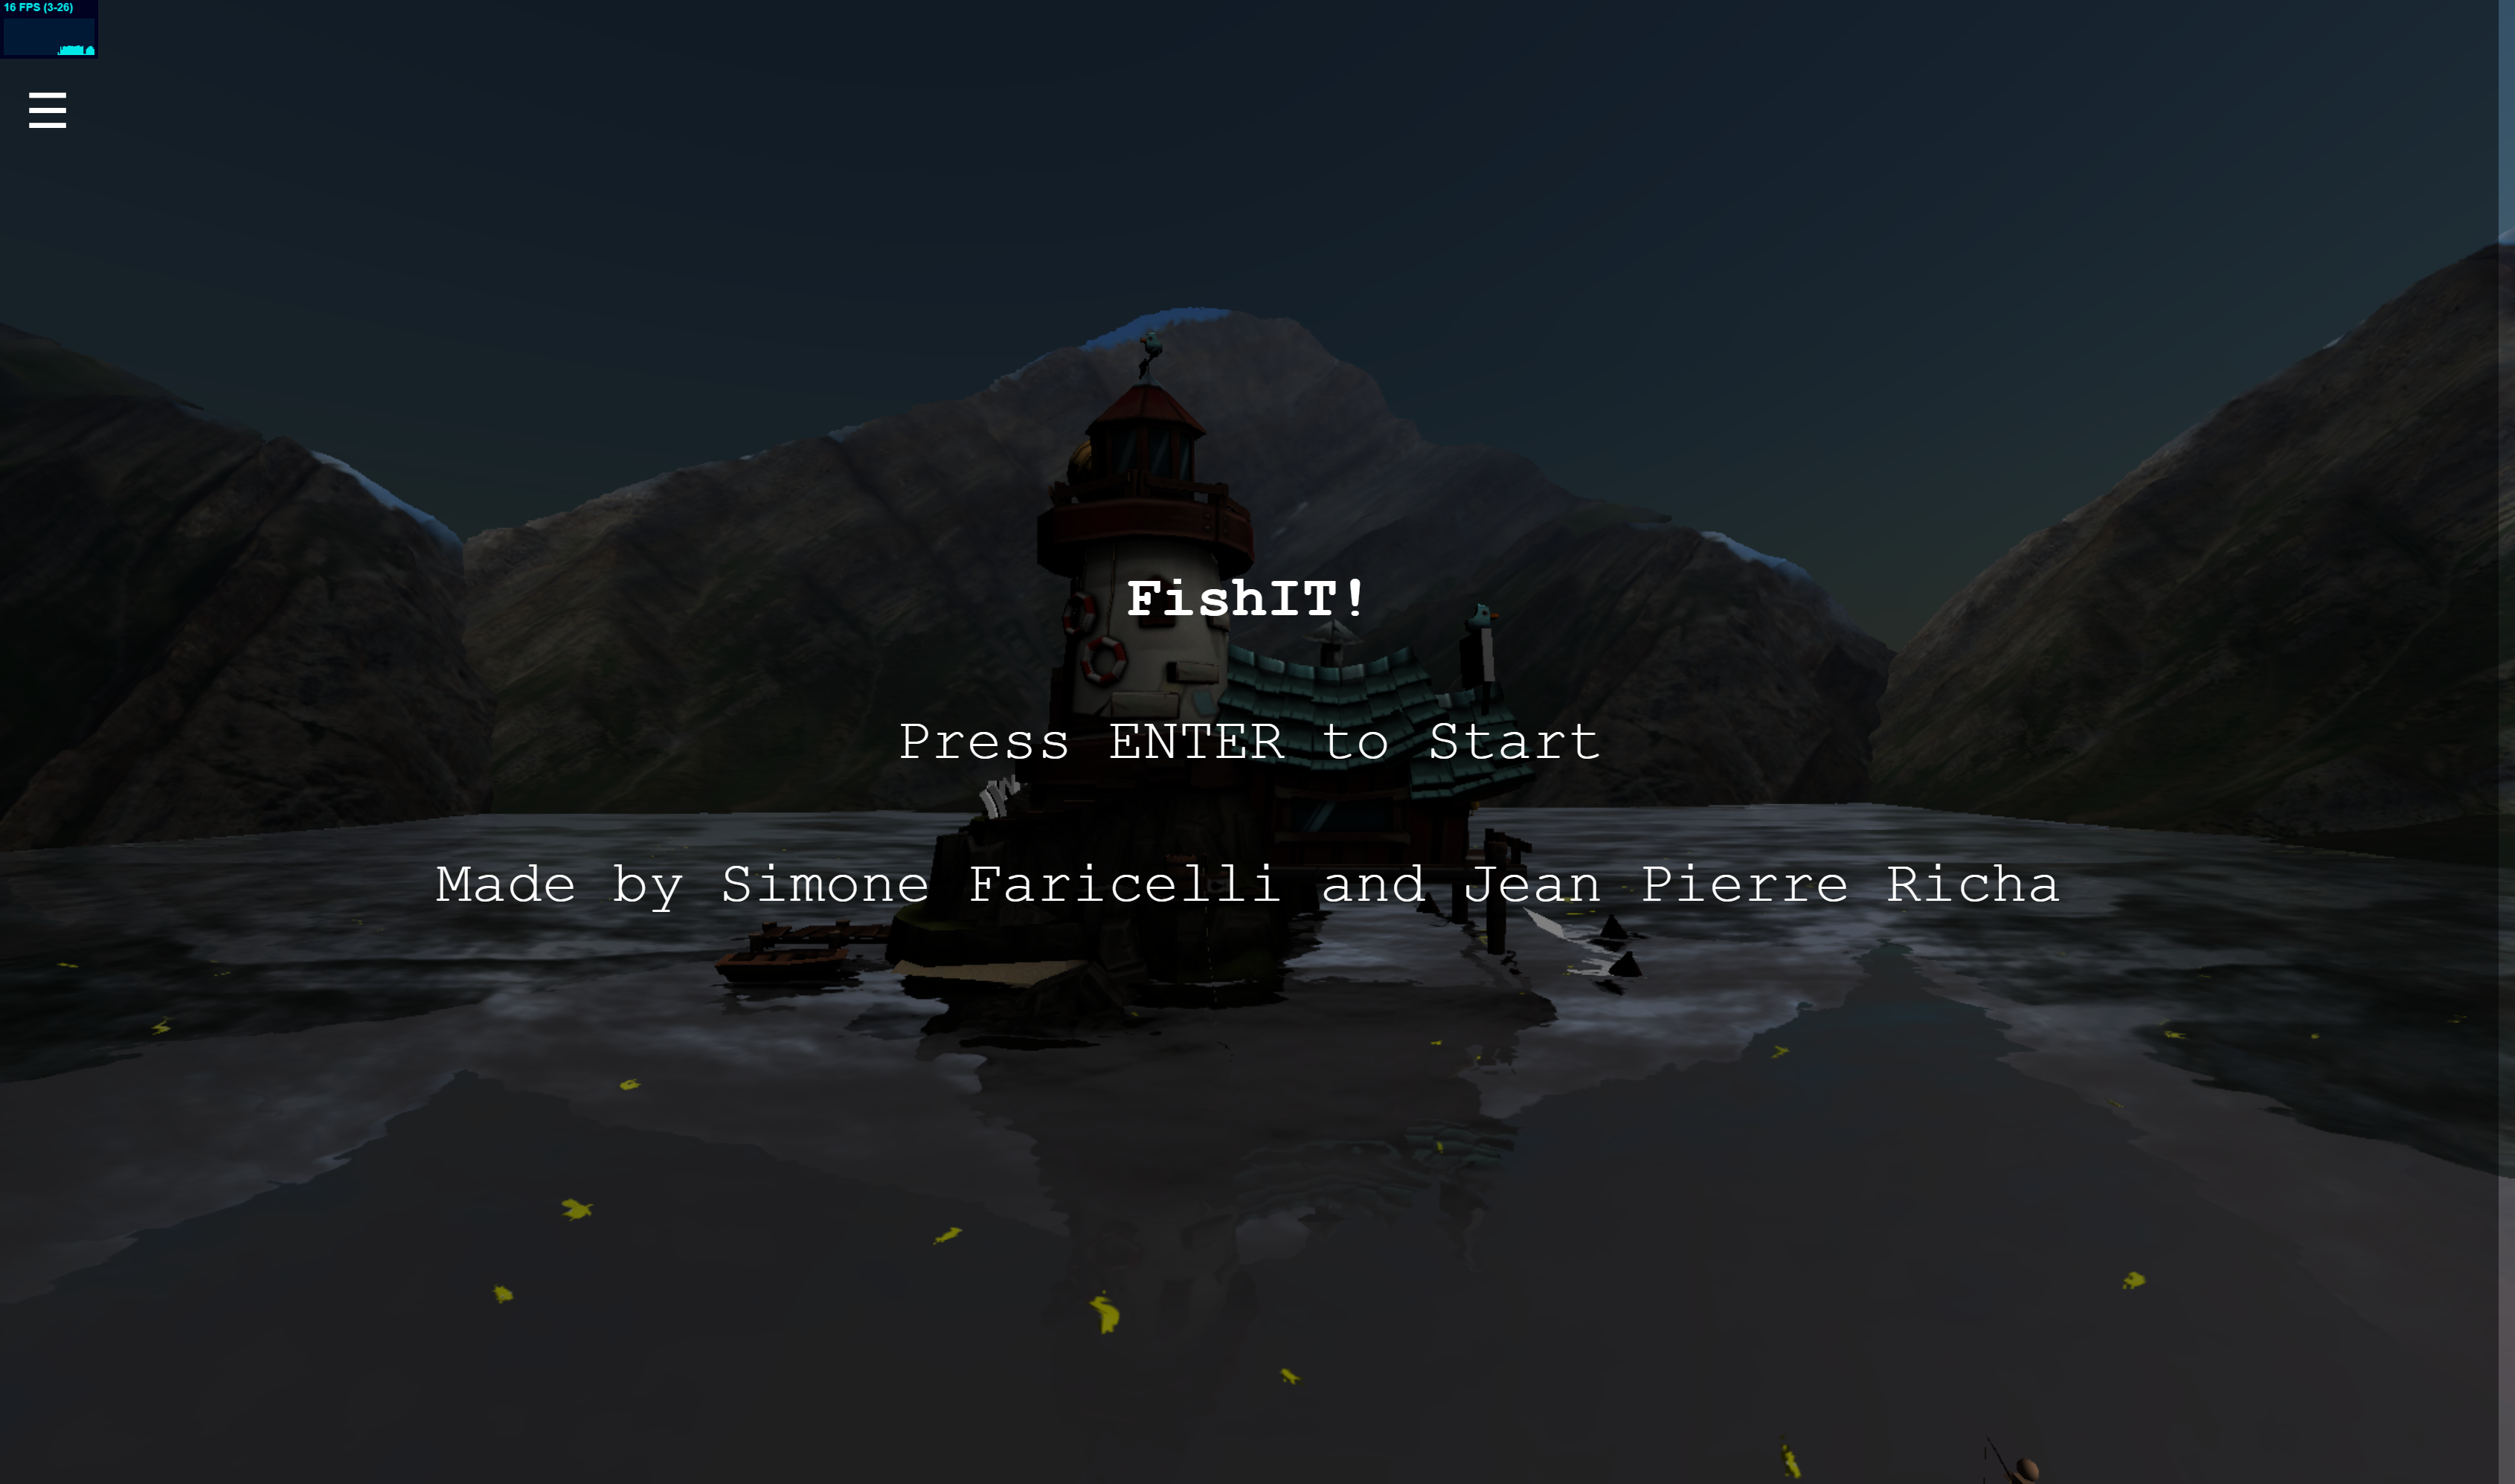 16 FPS (3-26)
☰
FishIT!
Press ENTER to Start
Made by Simone Faricelli and Jean Pierre Richa